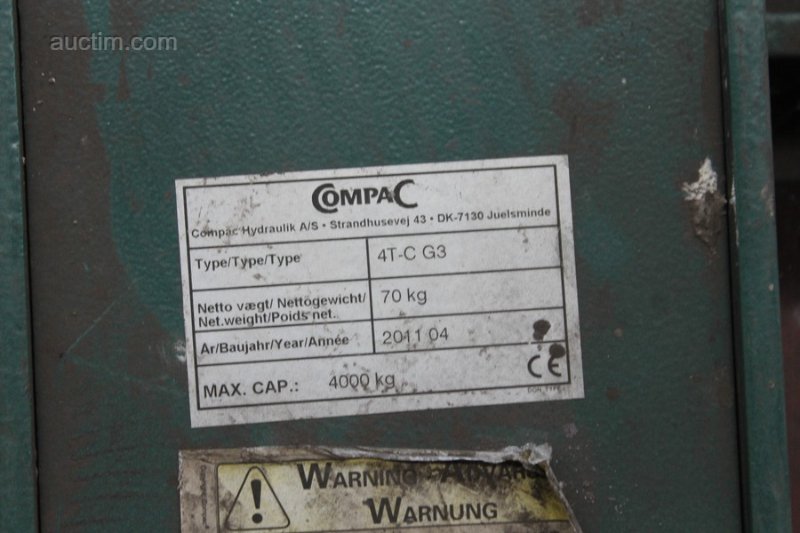 auctim.com
COMPAC
Compac Hydraulik A/S • Strandhusevej 43 • DK-7130 Juelsminde
Type/Type/Type 4T-C G3
Netto vægt/ Nettogewicht/ 70 kg
Net.weight/Poids net..
Ar/Baujahr/Year/Année 2011 04
CE
MAX. CAP.: 4000 kg
WARNING
WARNUNG